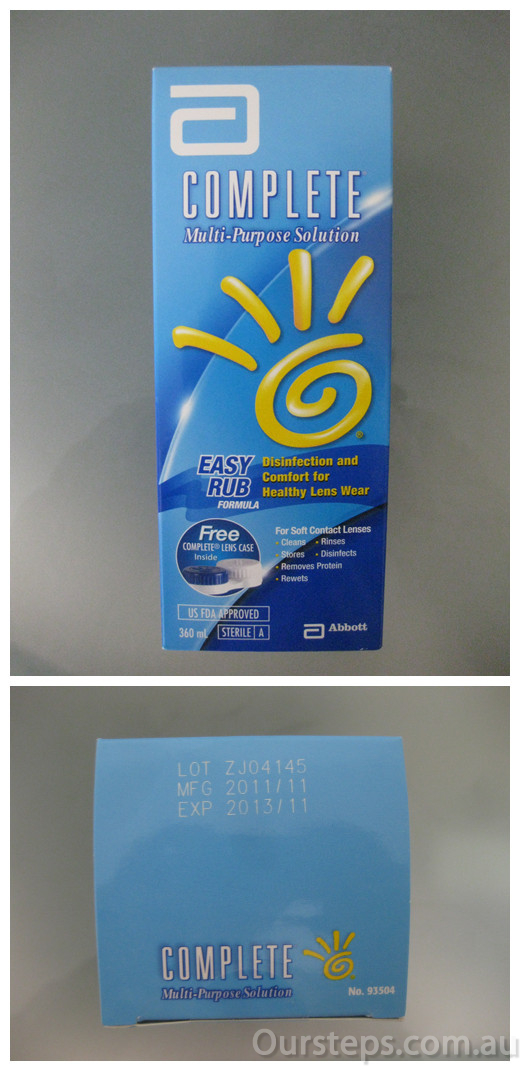 COMPLETE
Multi-Purpose Solution
EASY RUB FORMULA
Disinfection and
Comfort for
Healthy Lens Wear
Free
COMPLETE® LENS CASE
Inside
For Soft Contact Lenses
• Cleans • Rinses
• Stores • Disinfects
• Removes Protein
• Rewets
US FDA APPROVED
360 mL STERILE A
Abbott
LOT ZJ04145
MFG 2011/11
EXP 2013/11
COMPLETE
Multi-Purpose Solution
No. 93504
Oursteps.com.au